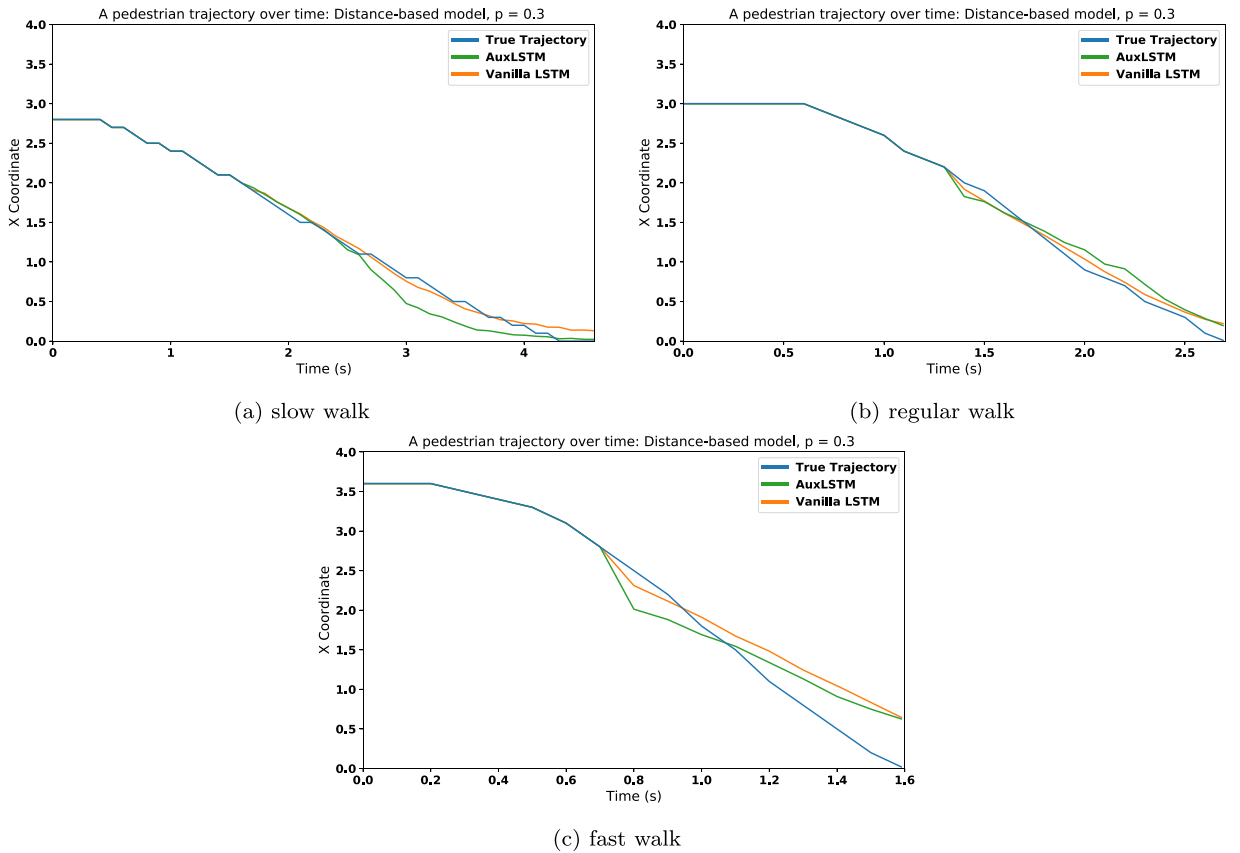 A pedestrian trajectory over time: Distance-based model, p = 0.3
4.0
3.5
3.0
2.5
2.0
1.5
1.0
0.5
0.0
X Coordinate
True Trajectory
AuxLSTM
Vanilla LSTM
0 1 2 3 4
Time (s)
(a) slow walk
A pedestrian trajectory over time: Distance-based model, p = 0.3
4.0
3.5
3.0
2.5
2.0
1.5
1.0
0.5
0.0
X Coordinate
True Trajectory
AuxLSTM
Vanilla LSTM
0.0 0.5 1.0 1.5 2.0 2.5
Time (s)
(b) regular walk
A pedestrian trajectory over time: Distance-based model, p = 0.3
4.0
3.5
3.0
2.5
2.0
1.5
1.0
0.5
0.0
X Coordinate
True Trajectory
AuxLSTM
Vanilla LSTM
0.0 0.2 0.4 0.6 0.8 1.0 1.2 1.4 1.6
Time (s)
(c) fast walk